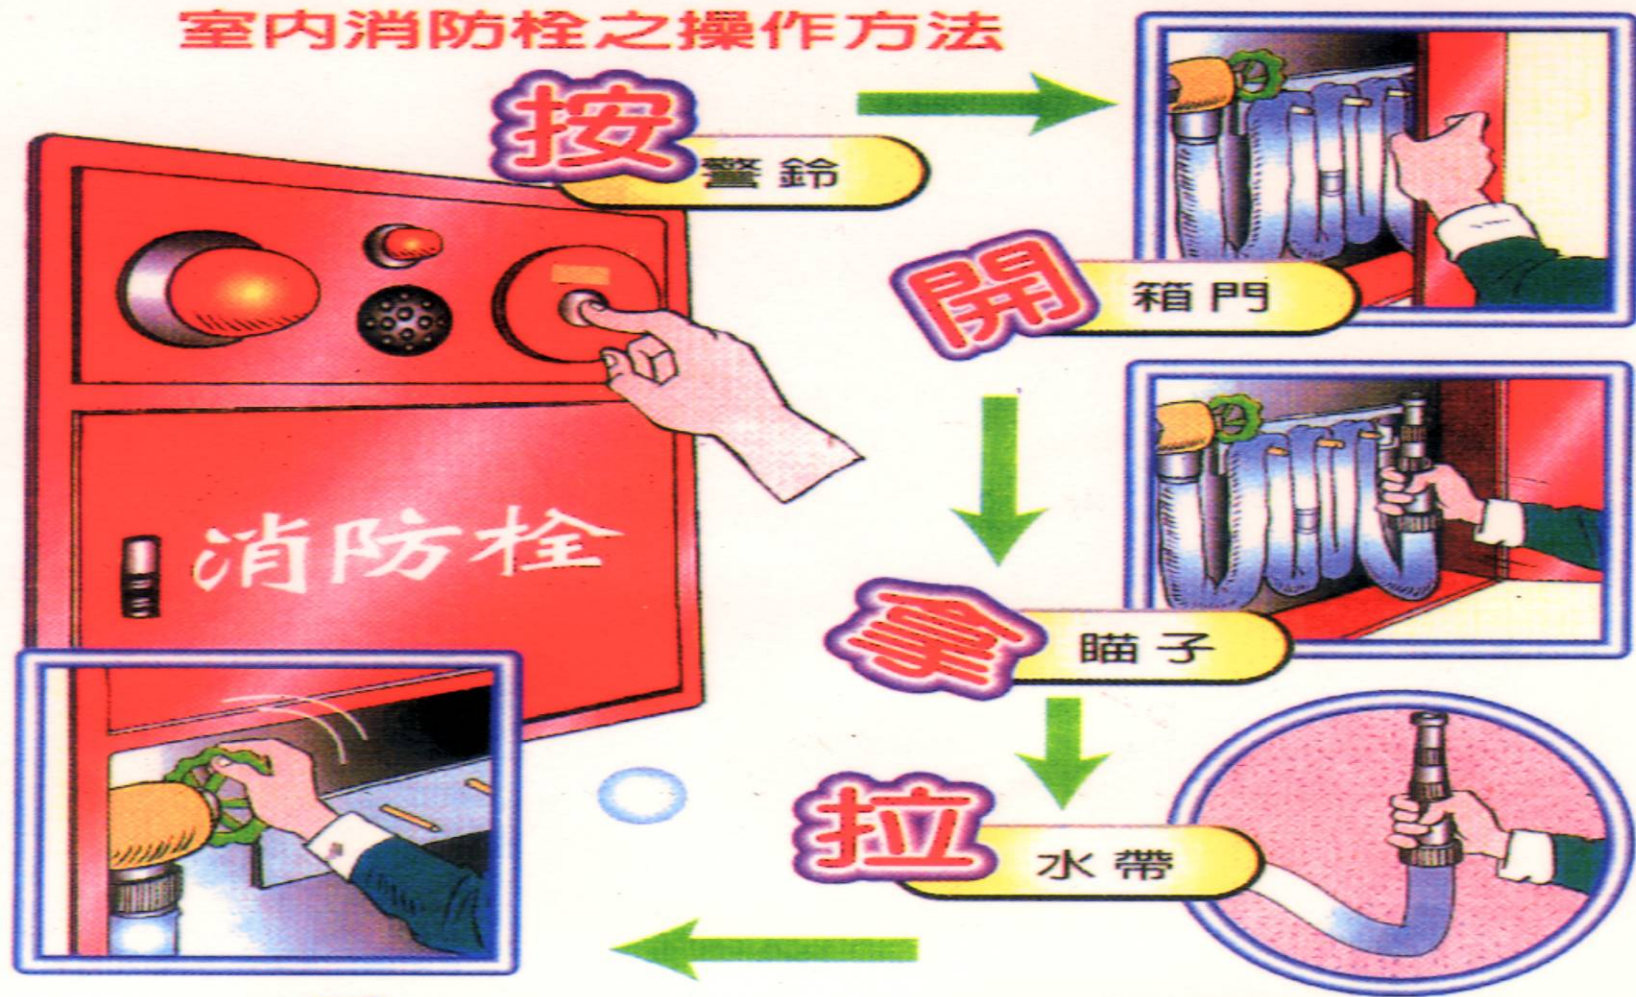 室內消防栓之操作方法
按 警鈴
開 箱門
消防栓
拿 瞄子
拉 水帶